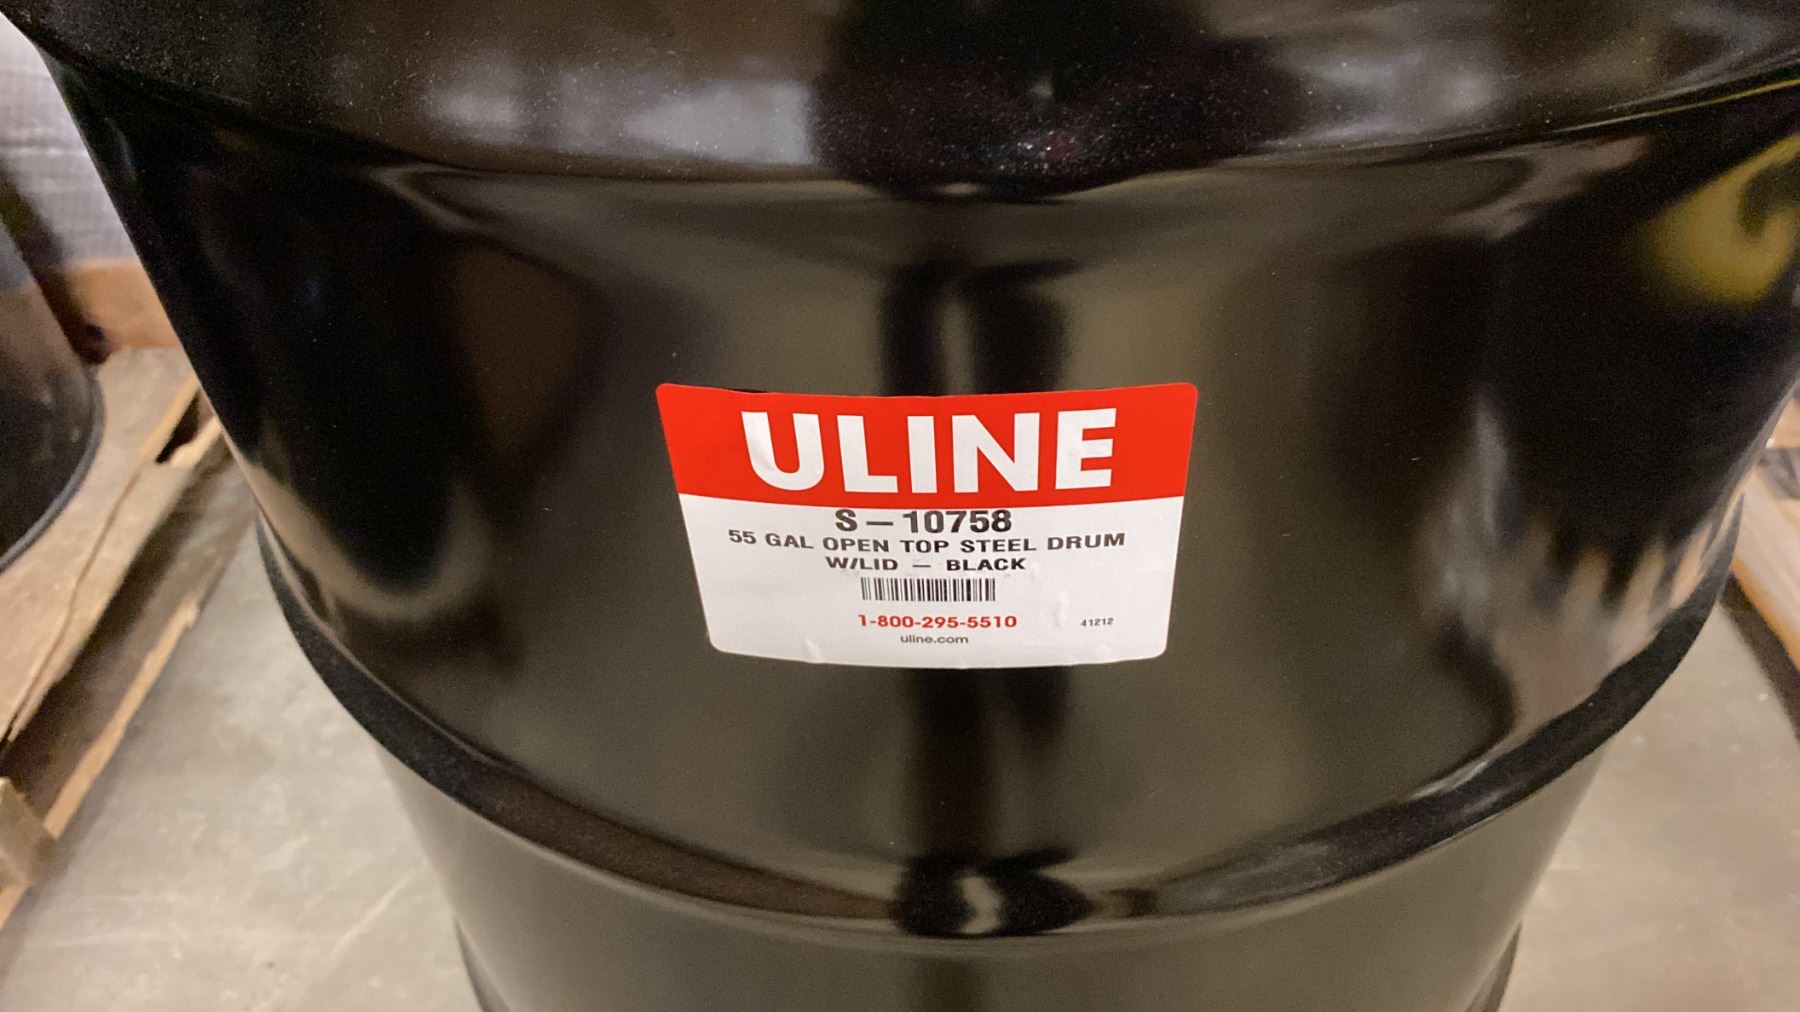 ULINE
S-10758
55 GAL OPEN TOP STEEL DRUM
W/LID - BLACK
1-800-295-5510
41212
uline.com